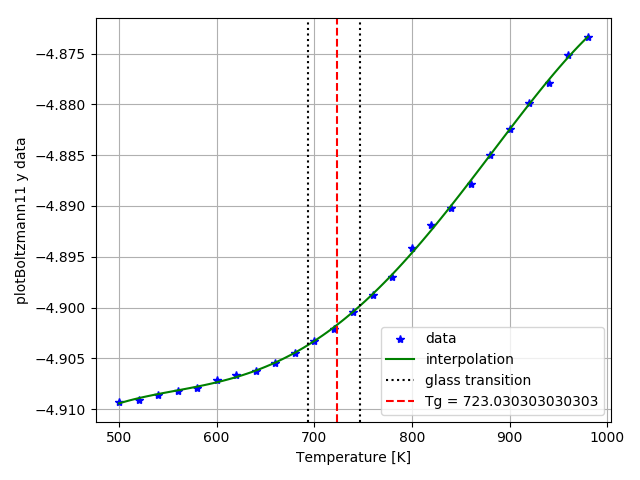 −4.875
−4.880
−4.885
−4.890
−4.895
−4.900
−4.905
−4.910
plotBoltzmann11 y data
data
interpolation
glass transition
Tg = 723.030303030303
500
600
700
800
900
1000
Temperature [K]